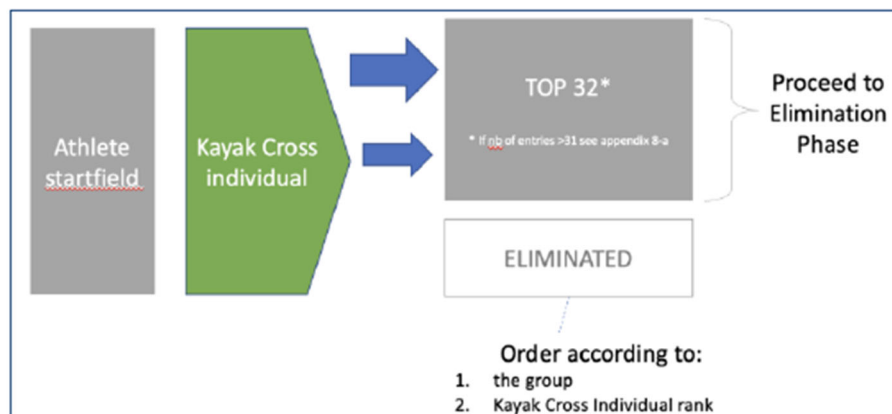 Athlete
startfield
Kayak Cross
individual
TOP 32*
* If nb of entries >31 see appendix 8-a
Proceed to
Elimination
Phase
ELIMINATED
Order according to:
1. the group
2. Kayak Cross Individual rank